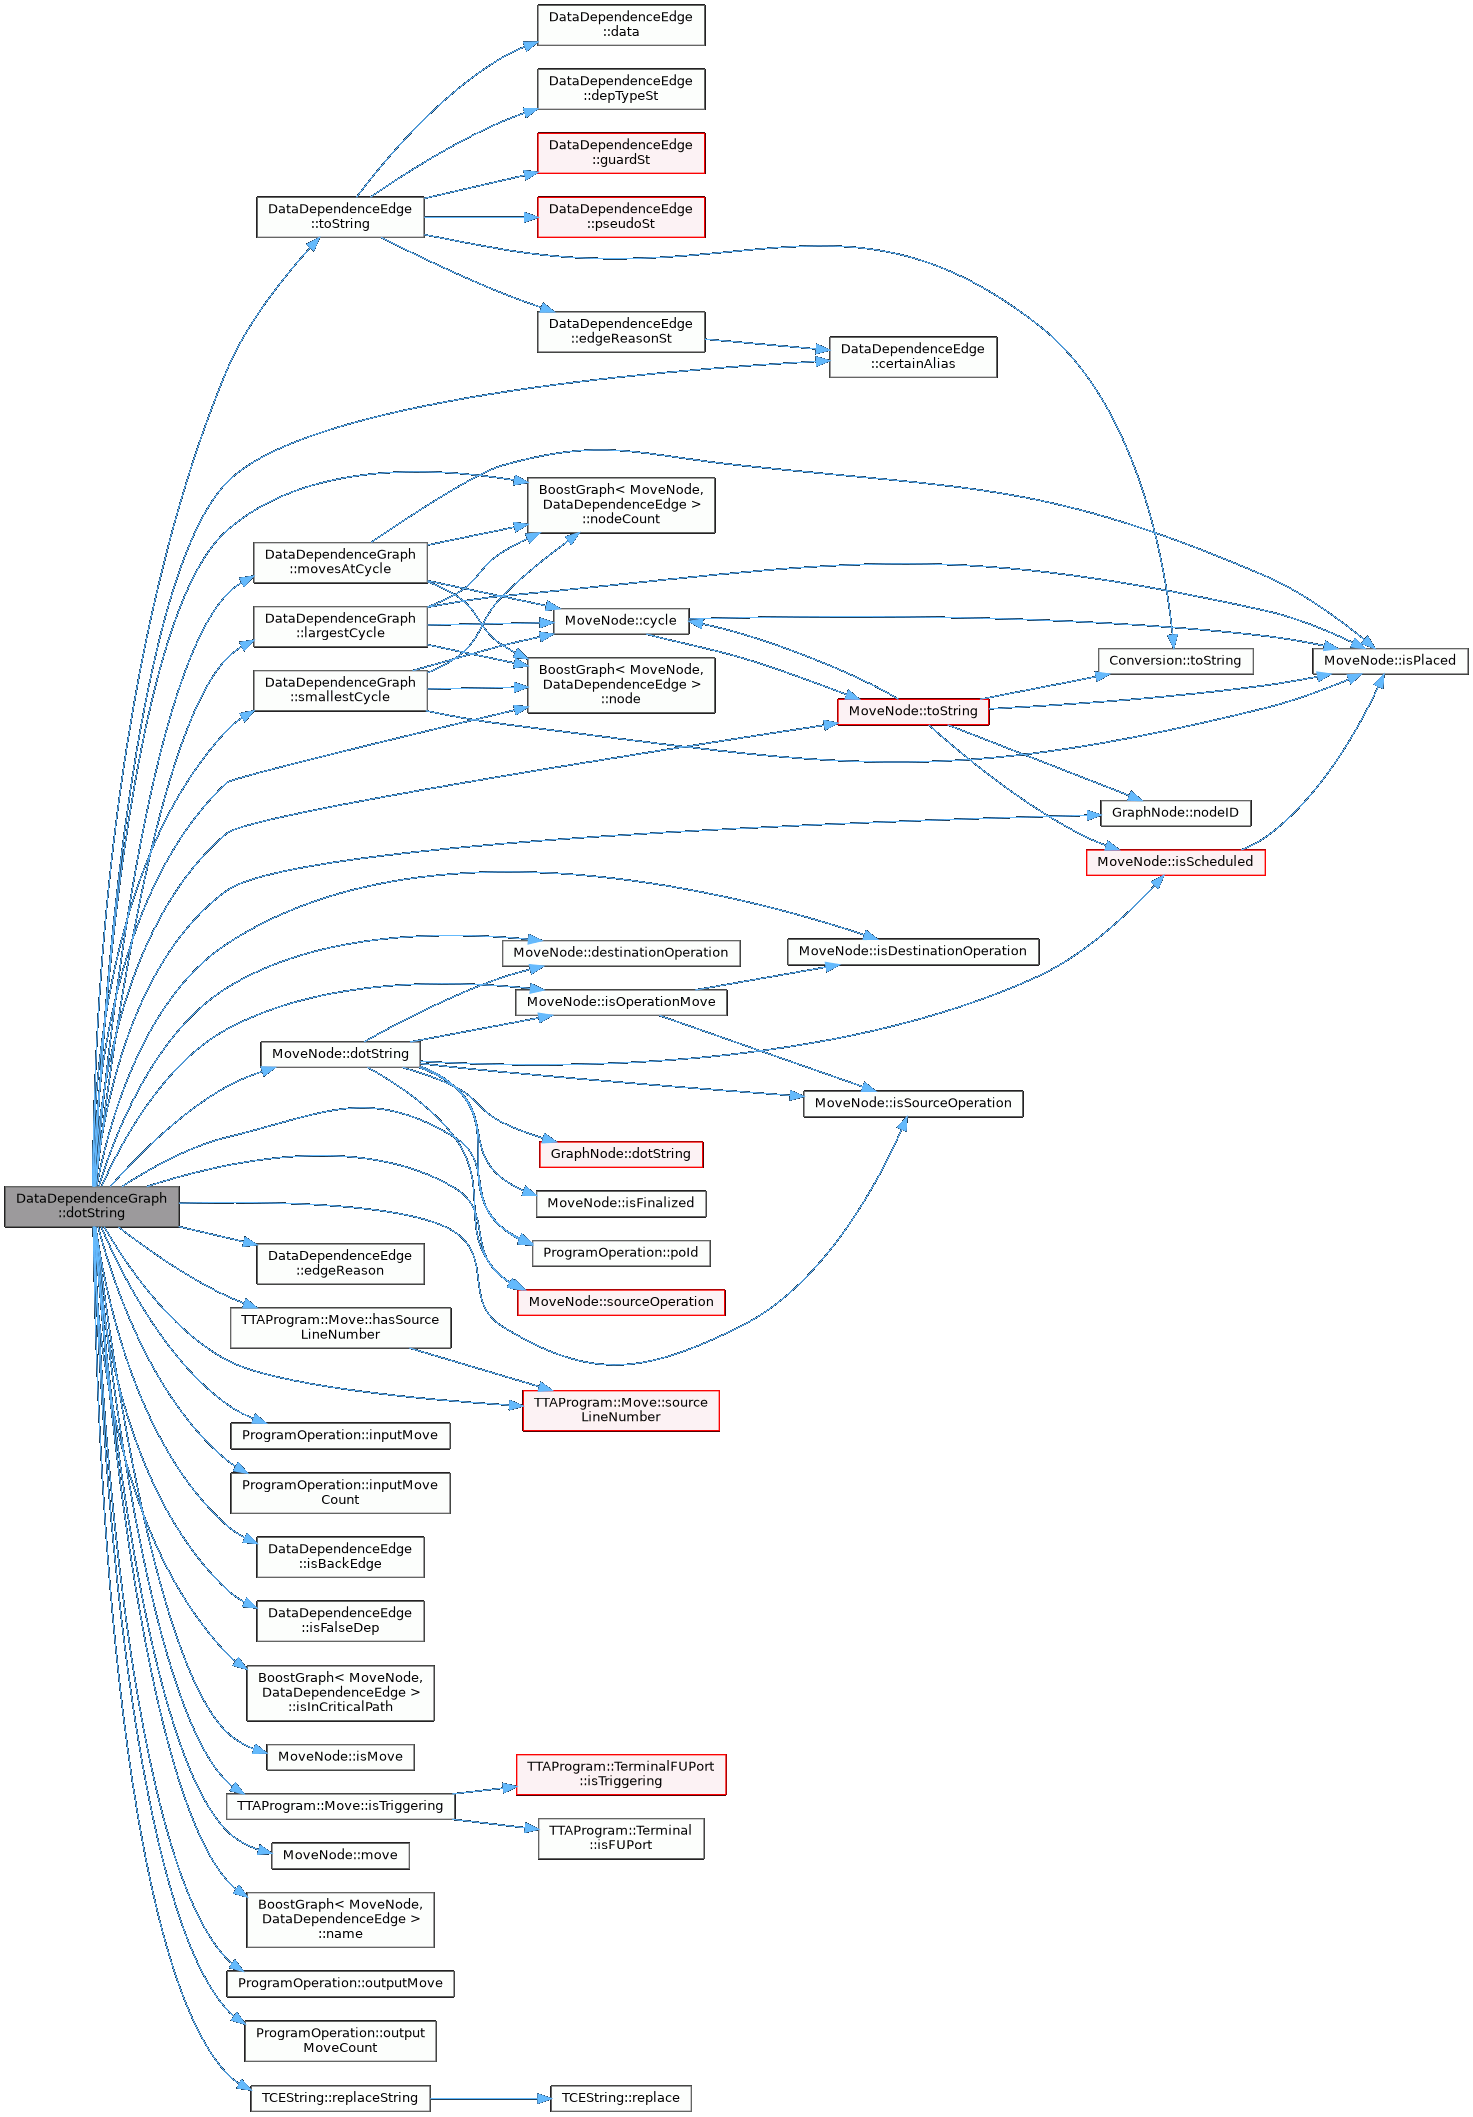 DataDependenceEdge
::data
DataDependenceEdge
::depTypeSt
DataDependenceEdge
::guardSt
DataDependenceEdge
::toString
DataDependenceEdge
::pseudoSt
DataDependenceEdge
::edgeReasonSt
DataDependenceEdge
::certainAlias
BoostGraph< MoveNode,
DataDependenceEdge >
::nodeCount
DataDependenceGraph
::movesAtCycle
DataDependenceGraph
::largestCycle
MoveNode::cycle
DataDependenceGraph
::smallestCycle
BoostGraph< MoveNode,
DataDependenceEdge >
::node
Conversion::toString
MoveNode::isPlaced
MoveNode::toString
GraphNode::nodeID
MoveNode::isScheduled
MoveNode::destinationOperation
MoveNode::isDestinationOperation
MoveNode::isOperationMove
MoveNode::dotString
MoveNode::isSourceOperation
GraphNode::dotString
DataDependenceGraph
::dotString
MoveNode::isFinalized
DataDependenceEdge
::edgeReason
ProgramOperation::poId
MoveNode::sourceOperation
TTAProgram::Move::hasSource
LineNumber
TTAProgram::Move::source
LineNumber
ProgramOperation::inputMove
ProgramOperation::inputMove
Count
DataDependenceEdge
::isBackEdge
DataDependenceEdge
::isFalseDep
BoostGraph< MoveNode,
DataDependenceEdge >
::isInCriticalPath
MoveNode::isMove
TTAProgram::TerminalFUPort
::isTriggering
TTAProgram::Move::isTriggering
TTAProgram::Terminal
::isFUPort
MoveNode::move
BoostGraph< MoveNode,
DataDependenceEdge >
::name
ProgramOperation::outputMove
ProgramOperation::output
MoveCount
TCEString::replaceString
TCEString::replace